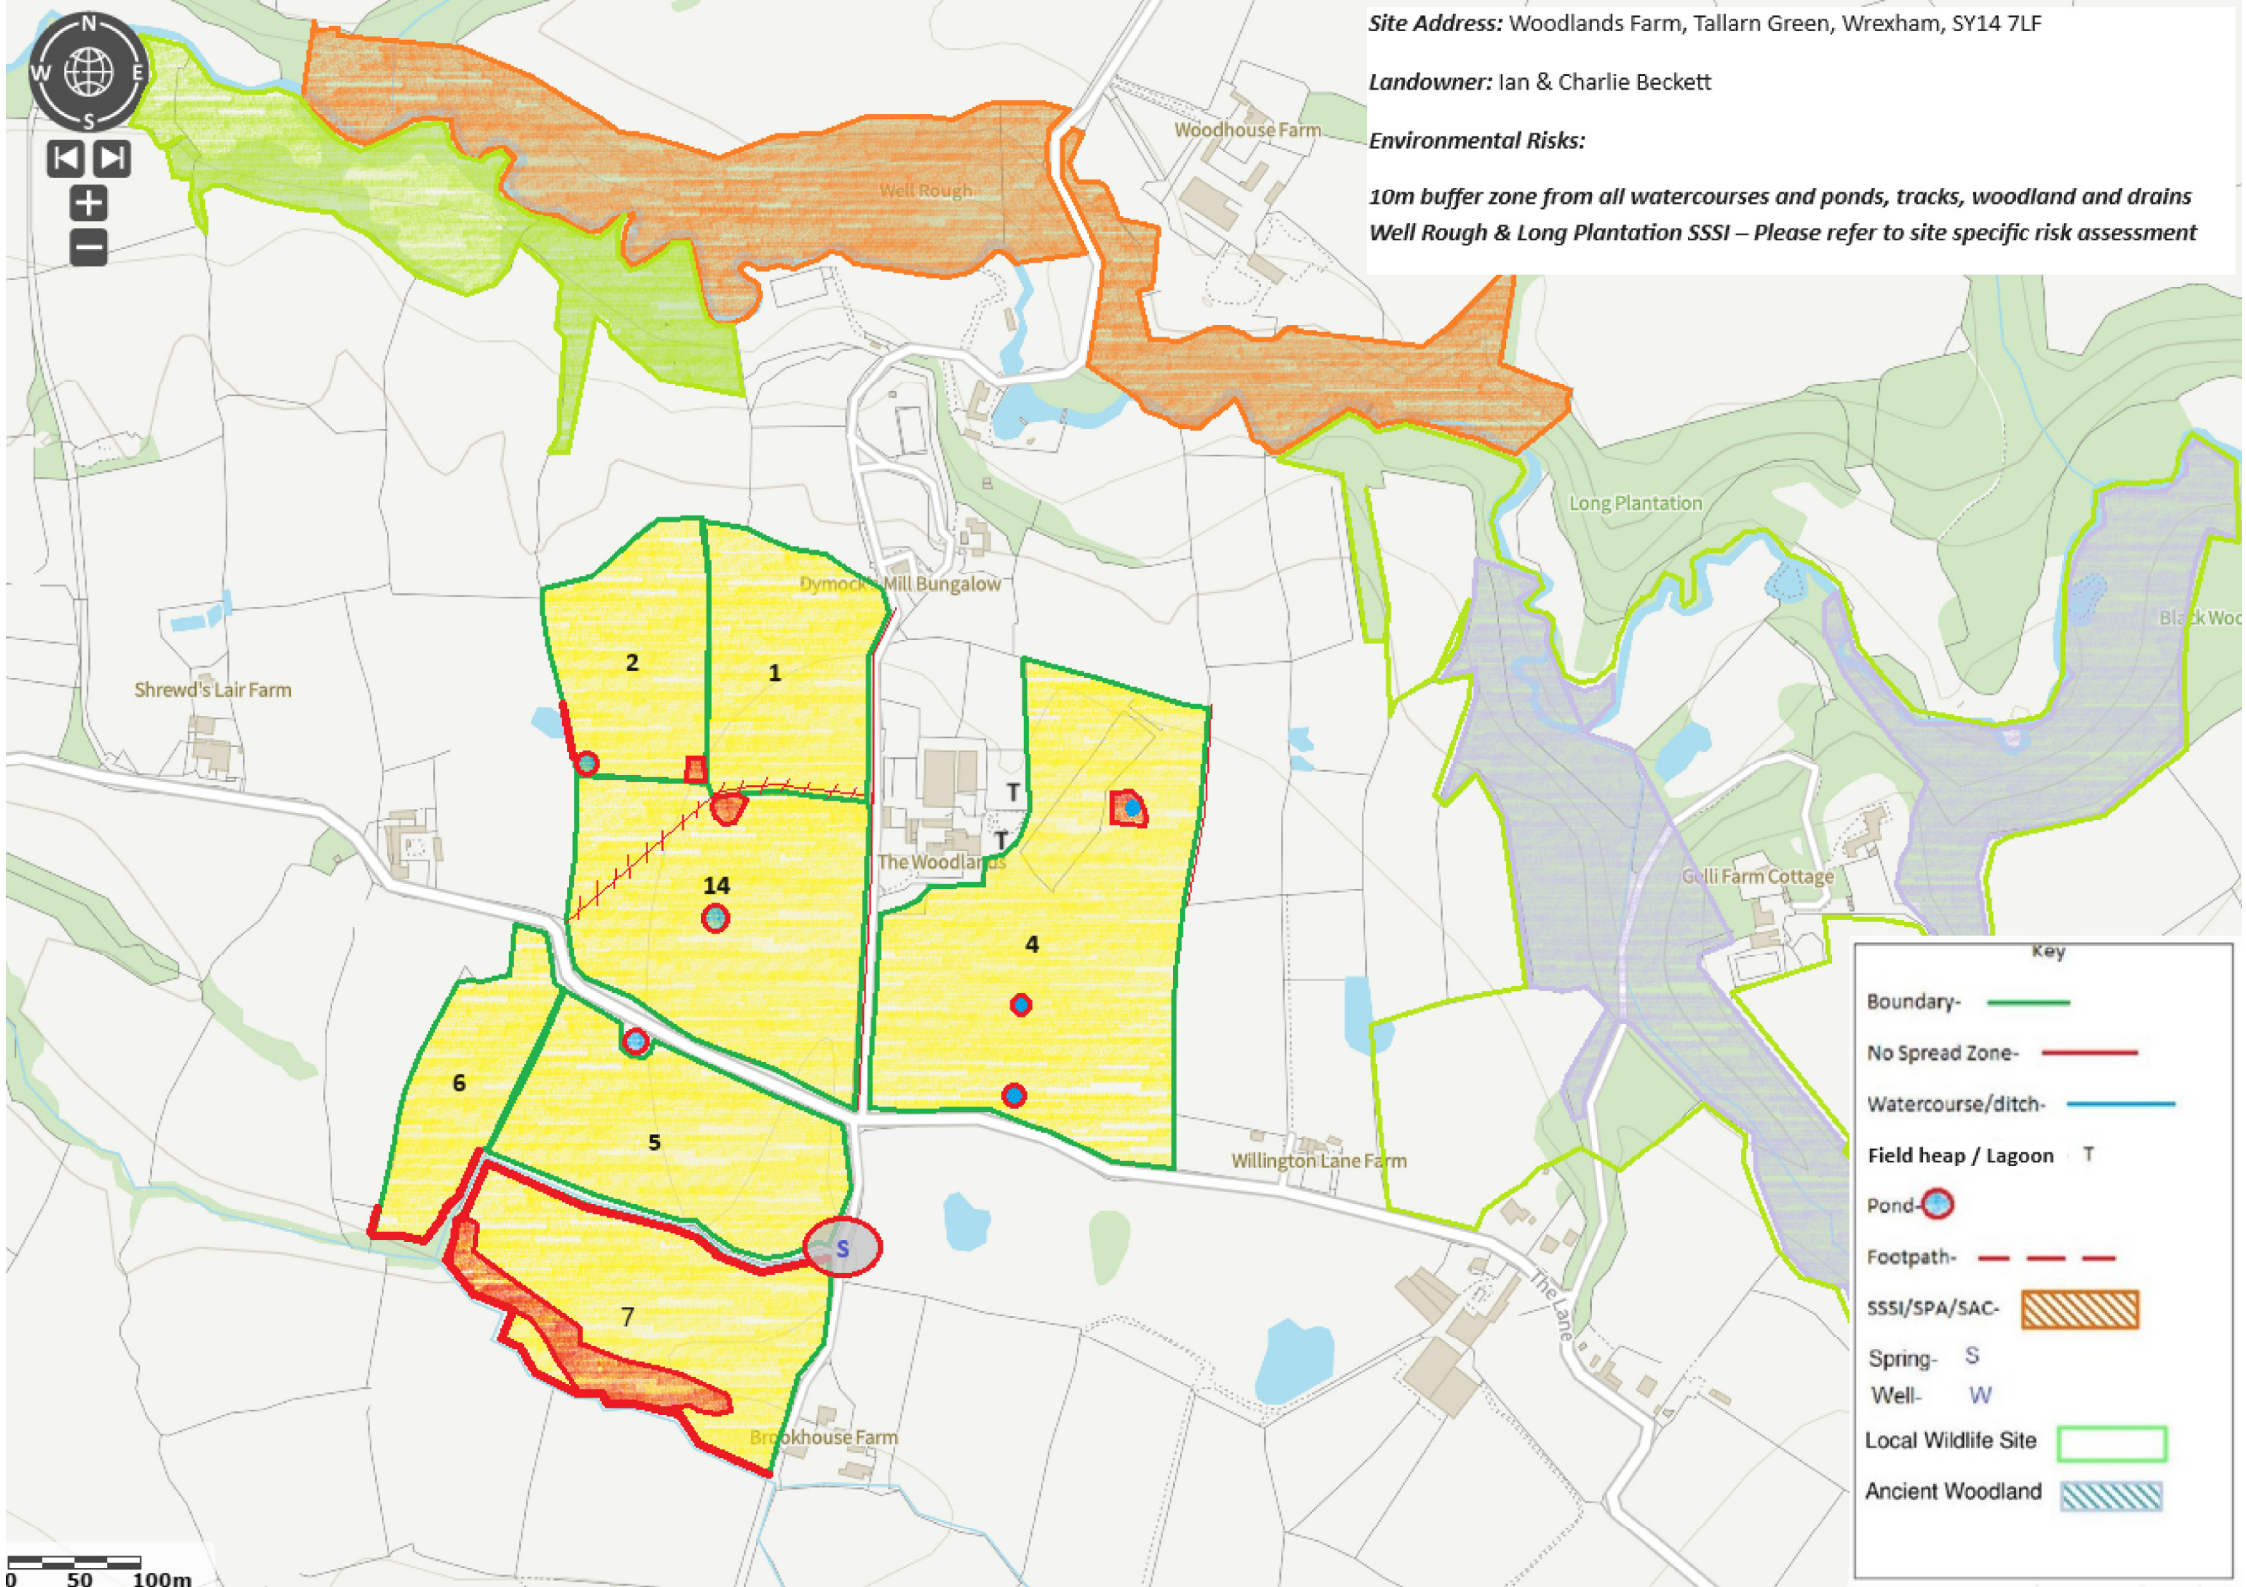 Site Address: Woodlands Farm, Tallarn Green, Wrexham, SY14 7LF
Landowner: Ian & Charlie Beckett
Environmental Risks:
10m buffer zone from all watercourses and ponds, tracks, woodland and drains
Well Rough & Long Plantation SSSI – Please refer to site specific risk assessment
N
W
E
S
Woodhouse Farm
Well Rough
Long Plantation
Dymock's Mill Bungalow
Black Woo
2
1
Shrewd's Lair Farm
T
T
The Woodlands
14
Gelli Farm Cottage
4
6
5
Willington Lane Farm
S
The Lane
7
Brookhouse Farm
Key
Boundary-
No Spread Zone-
Watercourse/ditch-
Field heap / Lagoon T
Pond-
Footpath-
SSSI/SPA/SAC-
Spring- S
Well- W
Local Wildlife Site
Ancient Woodland
0 50 100m